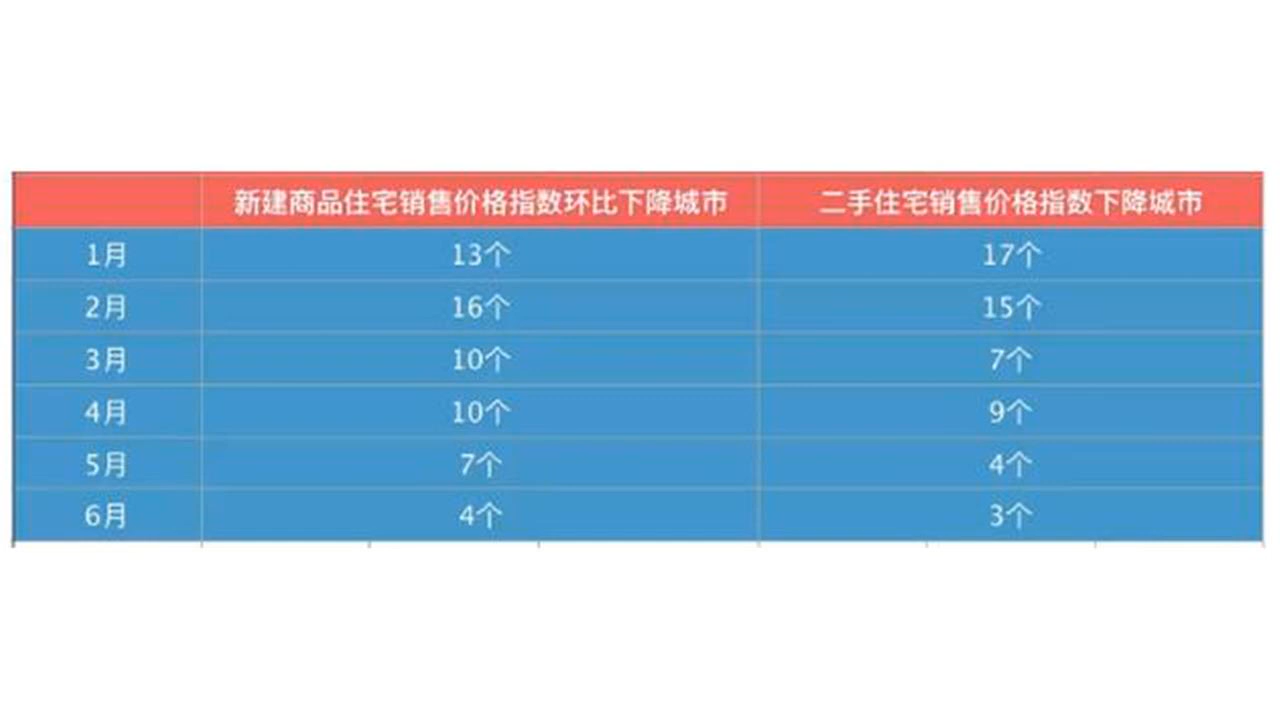 新建商品住宅销售价格指数环比下降城市 二手住宅销售价格指数下降城市
1月 13个 17个
2月 16个 15个
3月 10个 7个
4月 10个 9个
5月 7个 4个
6月 4个 3个